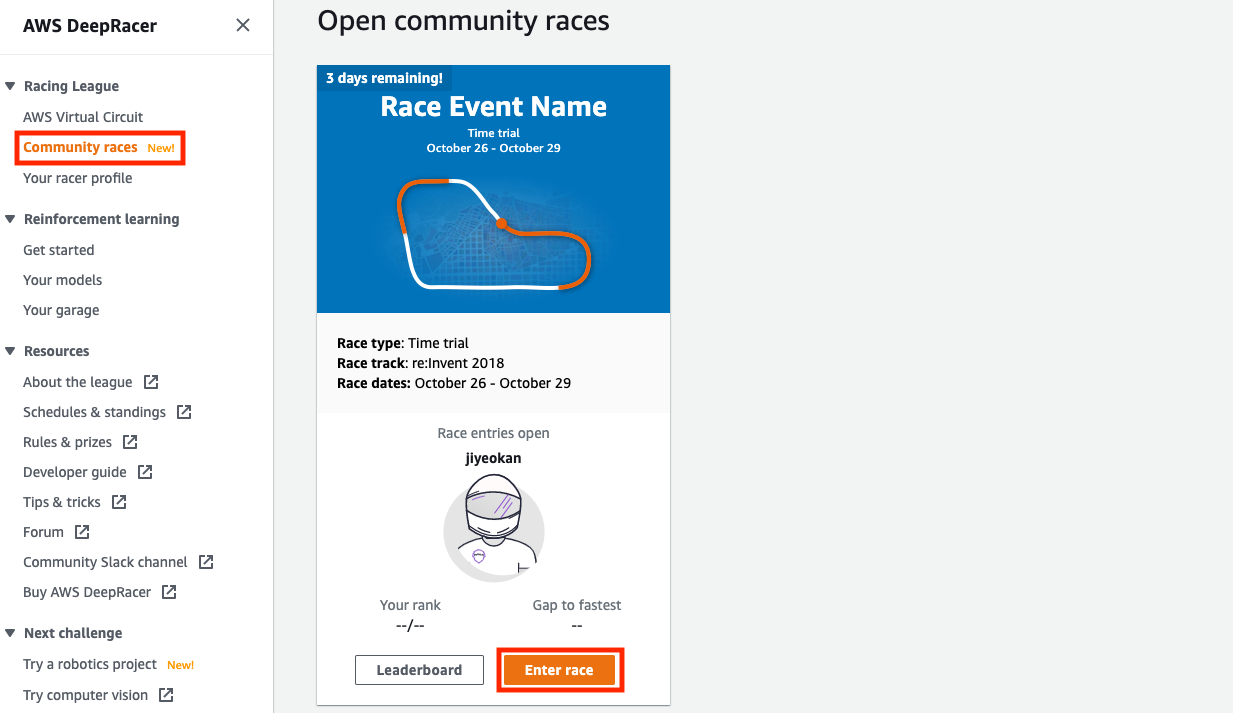 AWS DeepRacer
Racing League
AWS Virtual Circuit
Community races New!
Your racer profile
Reinforcement learning
Get started
Your models
Your garage
Resources
About the league
Schedules & standings
Rules & prizes
Developer guide
Tips & tricks
Forum
Community Slack channel
Buy AWS DeepRacer
Next challenge
Try a robotics project New!
Try computer vision
Open community races
3 days remaining!
Race Event Name
Time trial
October 26 - October 29
Race type: Time trial
Race track: re:Invent 2018
Race dates: October 26 - October 29
Race entries open
jiyeokan
Your rank Gap to fastest
--/-- --
Leaderboard Enter race